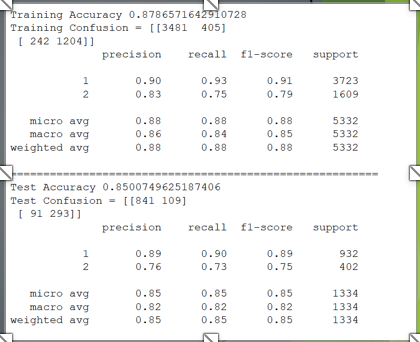 Training Accuracy 0.8786571642910728
Training Confusion = [[3481 405]
[ 242 1204]]
precision recall f1-score support
1 0.90 0.93 0.91 3723
2 0.83 0.75 0.79 1609
micro avg 0.88 0.88 0.88 5332
macro avg 0.86 0.84 0.85 5332
weighted avg 0.88 0.88 0.88 5332
=======================================================
Test Accuracy 0.8500749625187406
Test Confusion = [[841 109]
[ 91 293]]
precision recall f1-score support
1 0.89 0.90 0.89 932
2 0.76 0.73 0.75 402
micro avg 0.85 0.85 0.85 1334
macro avg 0.82 0.82 0.82 1334
weighted avg 0.85 0.85 0.85 1334